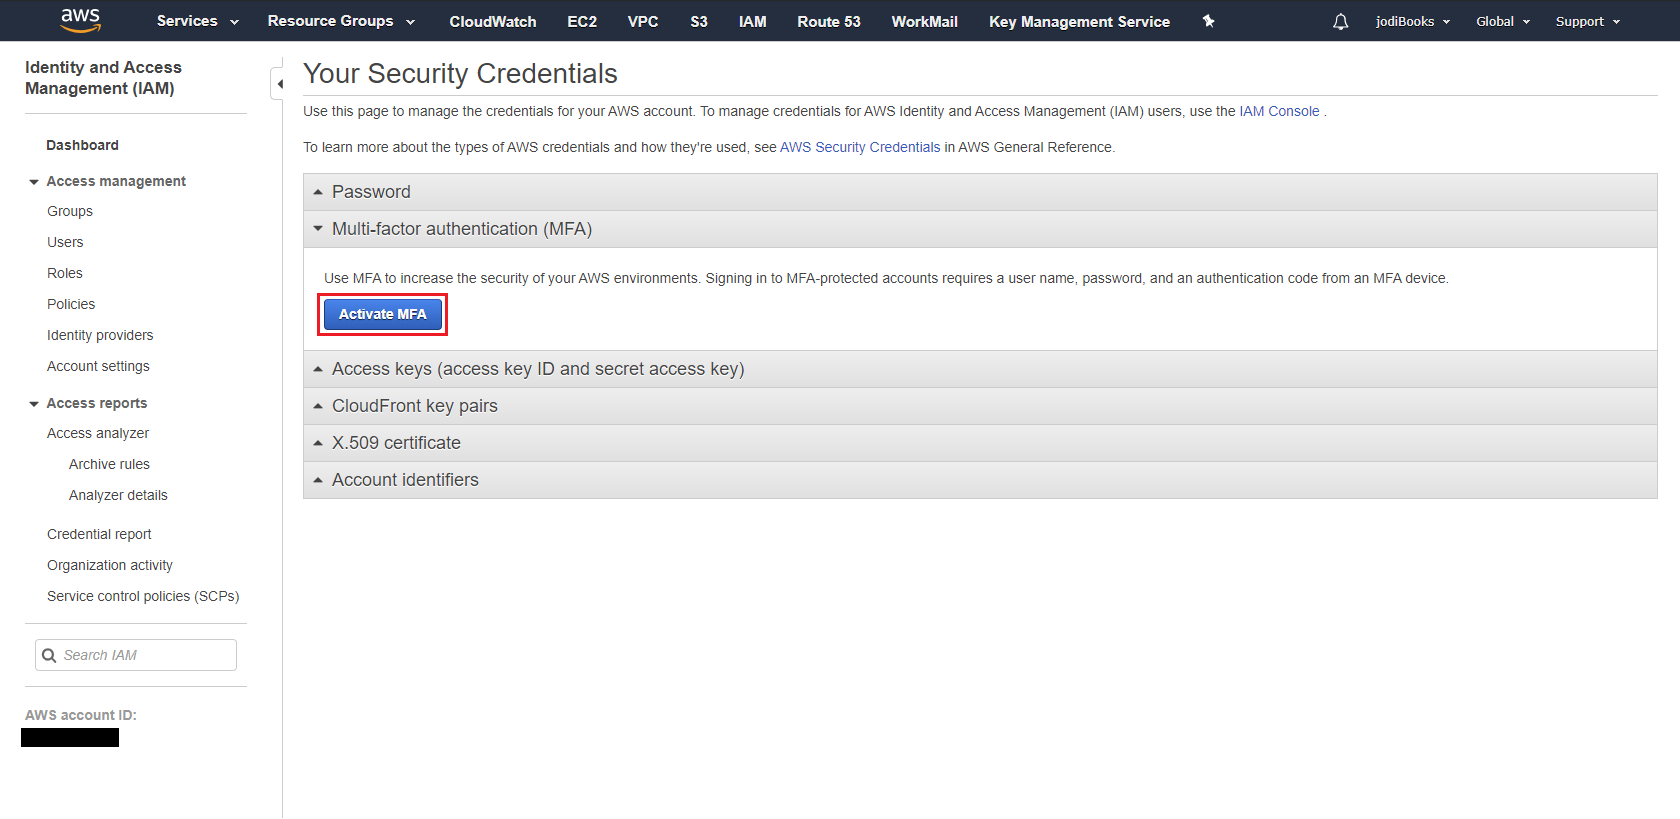 aws Services Resource Groups CloudWatch EC2 VPC S3 IAM Route 53 WorkMail Key Management Service jodiBooks Global Support
Identity and Access
Management (IAM)
Dashboard
Access management
Groups
Users
Roles
Policies
Identity providers
Account settings
Access reports
Access analyzer
Archive rules
Analyzer details
Credential report
Organization activity
Service control policies (SCPs)
Search IAM
AWS account ID:
Your Security Credentials
Use this page to manage the credentials for your AWS account. To manage credentials for AWS Identity and Access Management (IAM) users, use the IAM Console .
To learn more about the types of AWS credentials and how they're used, see AWS Security Credentials in AWS General Reference.
Password
Multi-factor authentication (MFA)
Use MFA to increase the security of your AWS environments. Signing in to MFA-protected accounts requires a user name, password, and an authentication code from an MFA device.
Activate MFA
Access keys (access key ID and secret access key)
CloudFront key pairs
X.509 certificate
Account identifiers